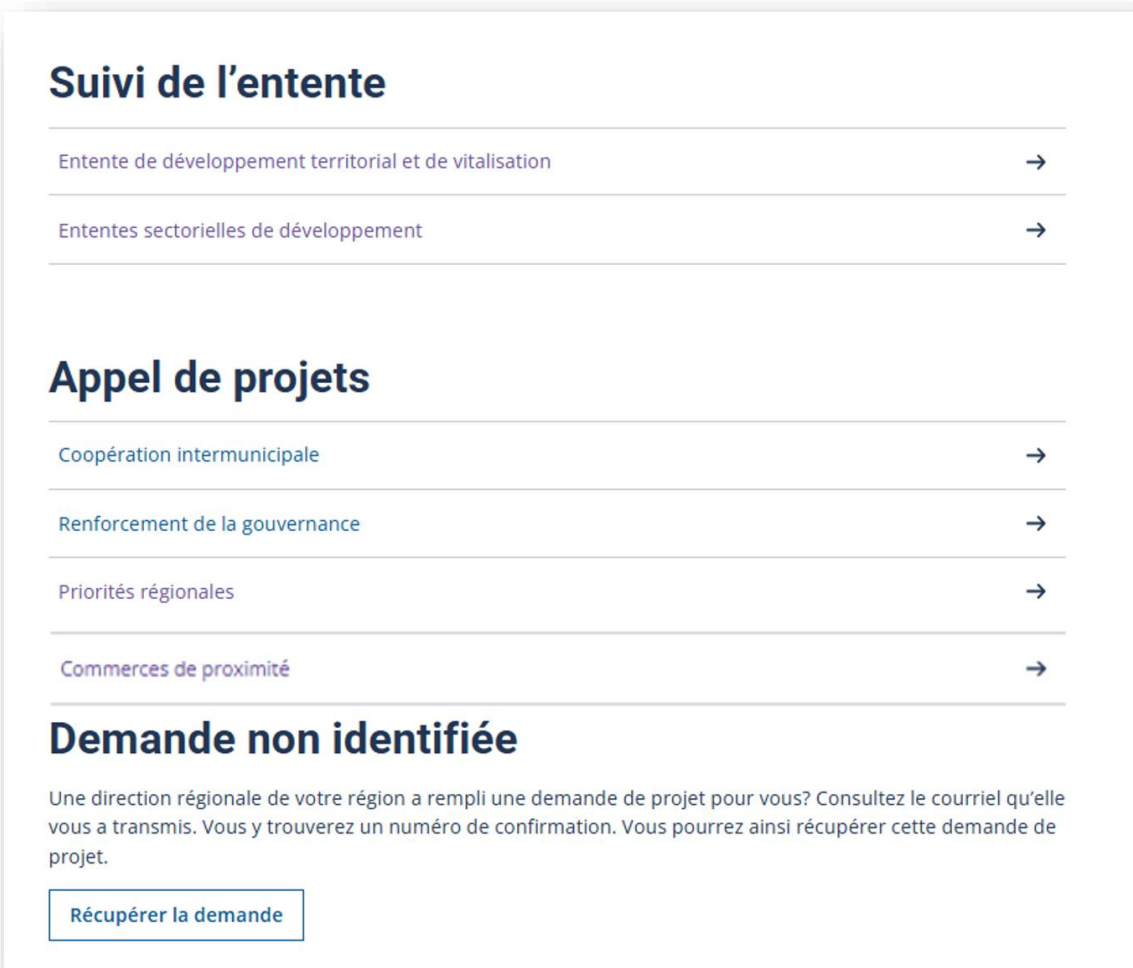 Suivi de l’entente
Entente de développement territorial et de vitalisation
Ententes sectorielles de développement
Appel de projets
Coopération intermunicipale
Renforcement de la gouvernance
Priorités régionales
Commerces de proximité
Demande non identifiée
Une direction régionale de votre région a rempli une demande de projet pour vous? Consultez le courriel qu’elle
vous a transmis. Vous y trouverez un numéro de confirmation. Vous pourrez ainsi récupérer cette demande de
projet.
Récupérer la demande